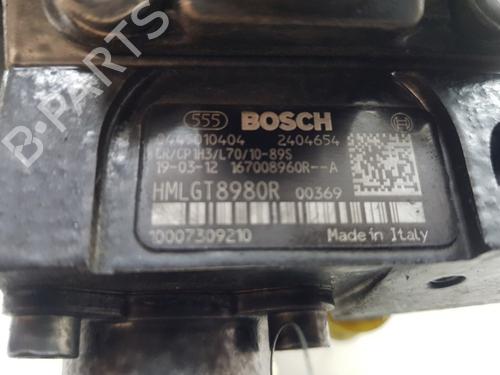 B-PARTS
555 BOSCH
0445010404 2404654
CR/CP1H3/L70/10-89S
19-03-12 167008960R--A
HMLGT8980R 00369
10007309210 Made in Italy